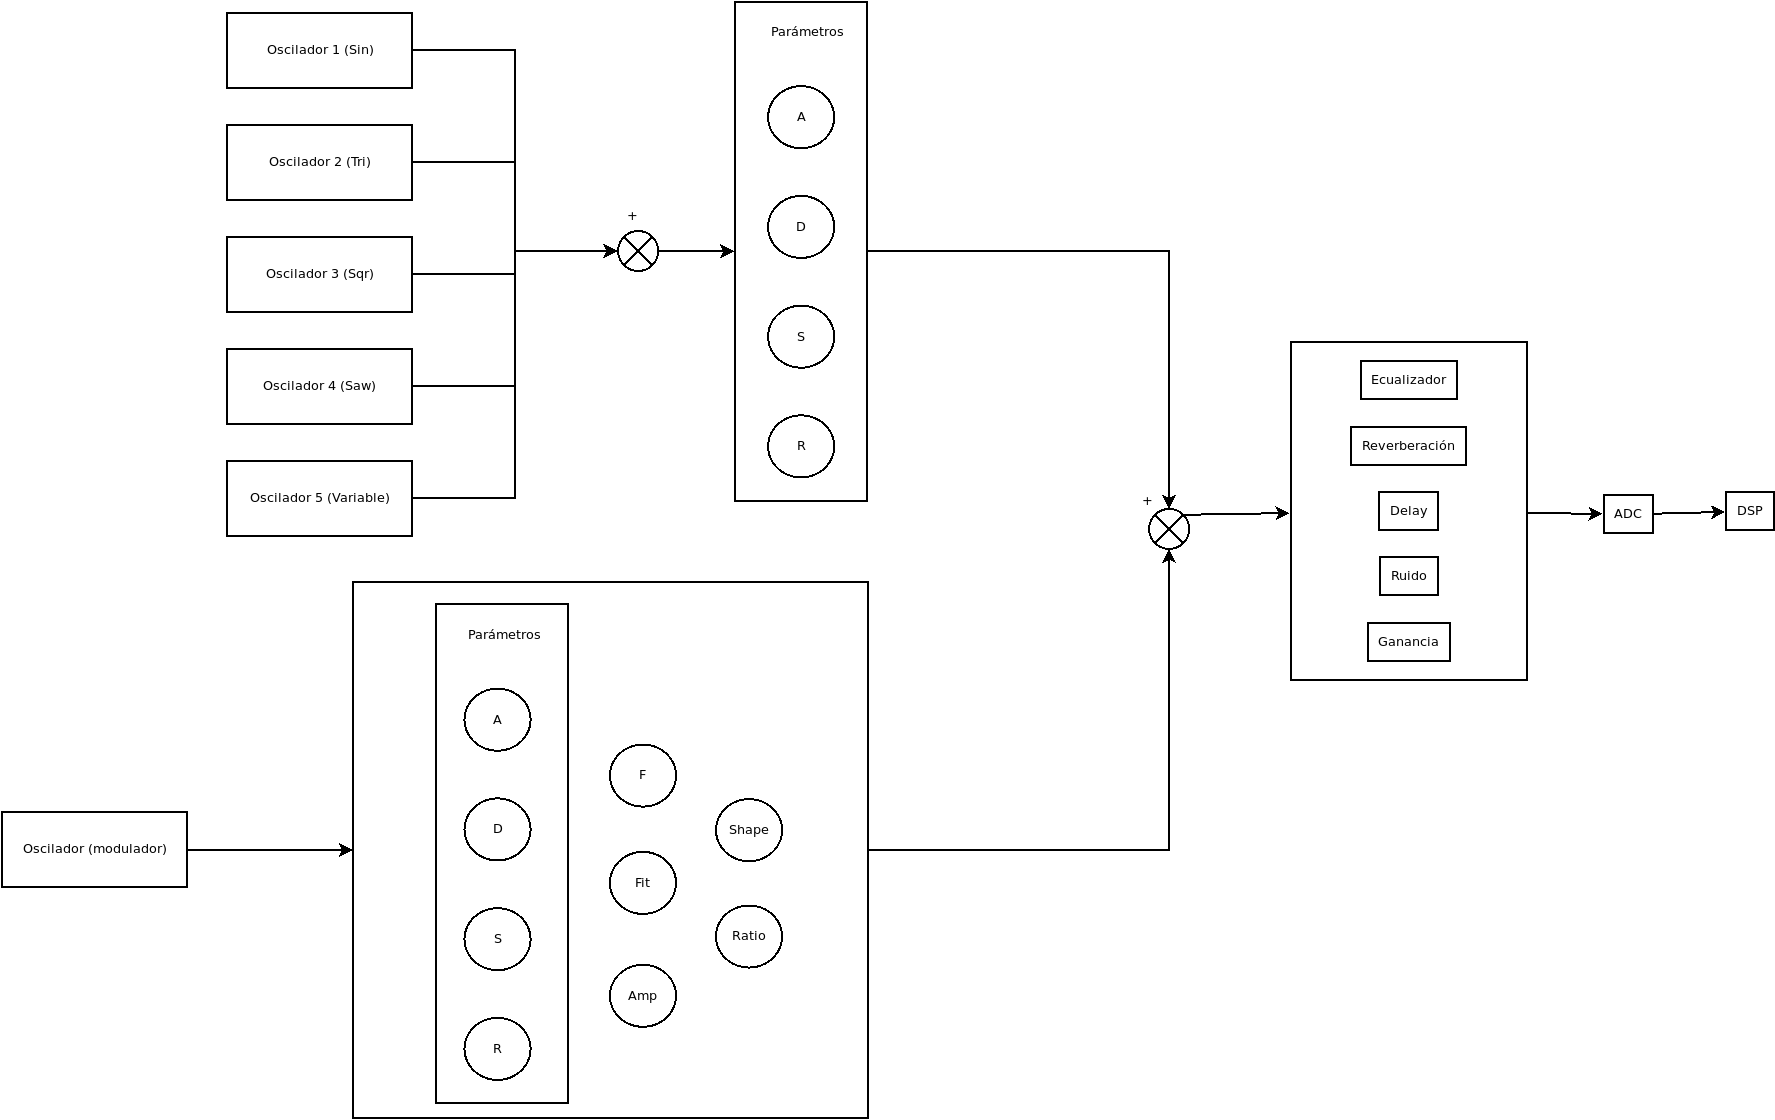 Oscilador 1 (Sin)
Oscilador 2 (Tri)
Oscilador 3 (Sqr)
Oscilador 4 (Saw)
Oscilador 5 (Variable)
+
Parámetros
A
D
S
R
Oscilador (modulador)
Parámetros
A
D
S
R
F
Fit
Amp
Shape
Ratio
+
Ecualizador
Reverberación
Delay
Ruido
Ganancia
ADC
DSP